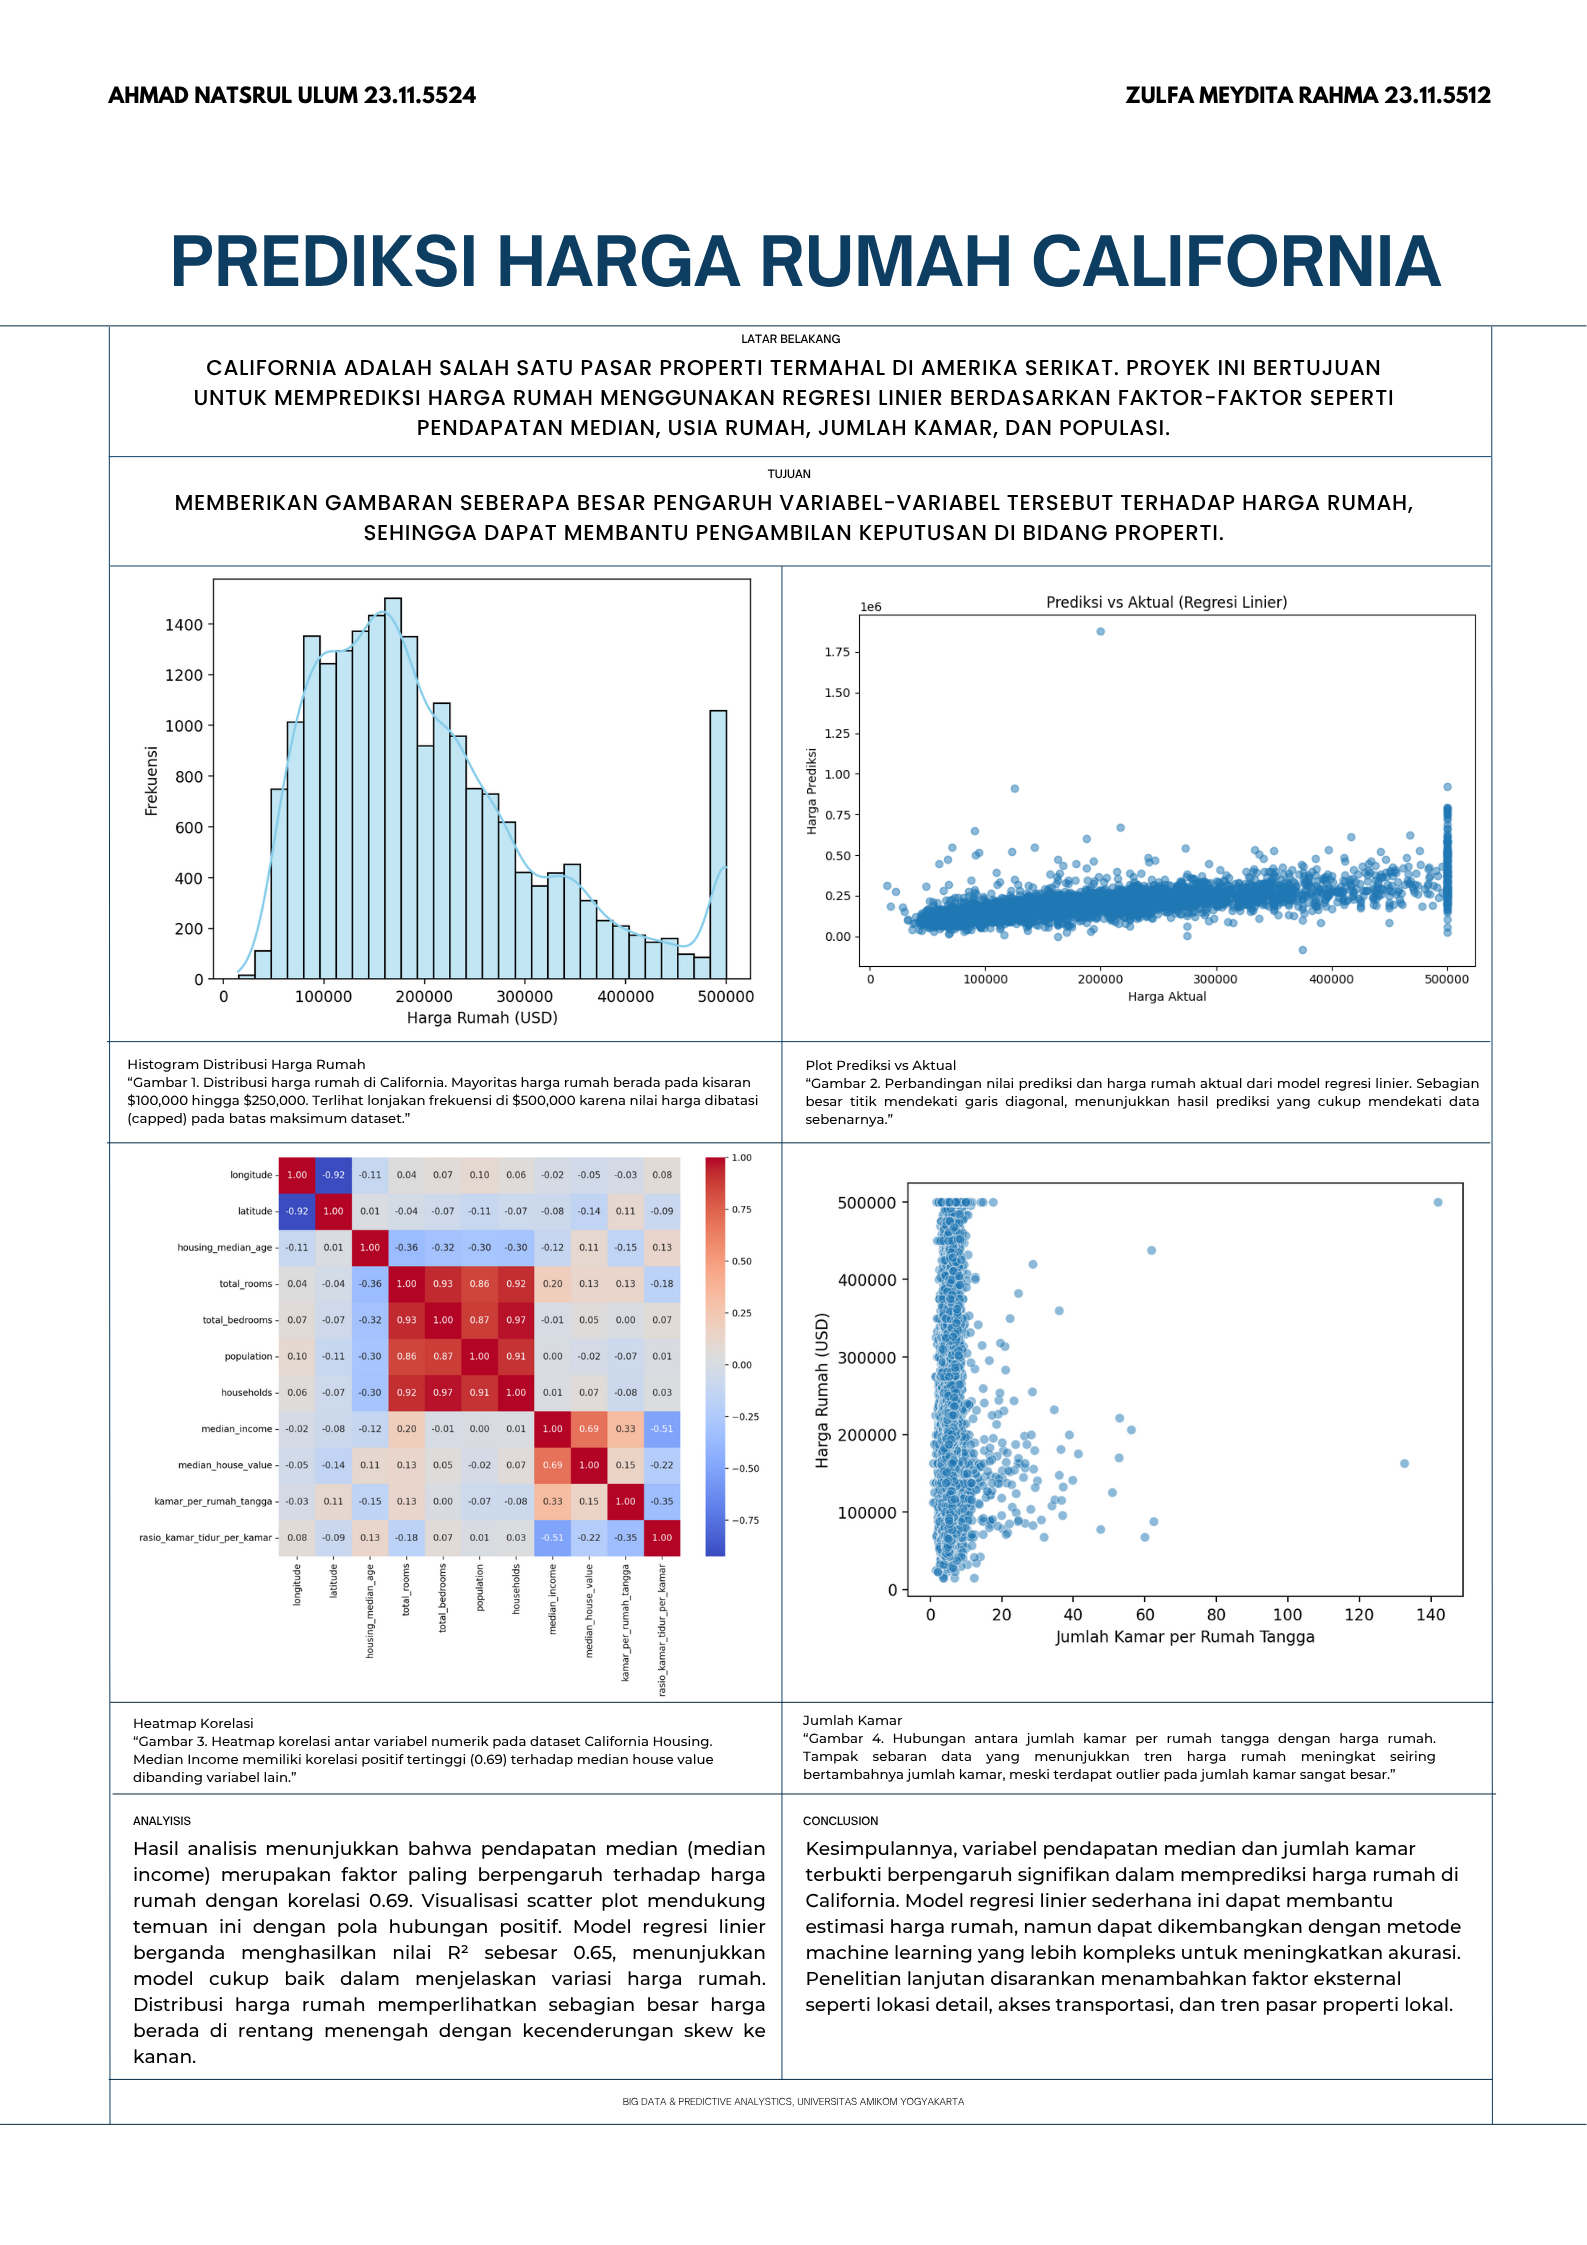 AHMAD NATSRUL ULUM 23.11.5524
ZULFA MEYDITA RAHMA 23.11.5512
PREDIKSI HARGA RUMAH CALIFORNIA
LATAR BELAKANG
CALIFORNIA ADALAH SALAH SATU PASAR PROPERTI TERMAHAL DI AMERIKA SERIKAT. PROYEK INI BERTUJUAN
UNTUK MEMPREDIKSI HARGA RUMAH MENGGUNAKAN REGRESI LINIER BERDASARKAN FAKTOR-FAKTOR SEPERTI
PENDAPATAN MEDIAN, USIA RUMAH, JUMLAH KAMAR, DAN POPULASI.
TUJUAN
MEMBERIKAN GAMBARAN SEBERAPA BESAR PENGARUH VARIABEL-VARIABEL TERSEBUT TERHADAP HARGA RUMAH,
SEHINGGA DAPAT MEMBANTU PENGAMBILAN KEPUTUSAN DI BIDANG PROPERTI.
1400
1200
1000
800
600
400
200
0
Frekuensi
0 100000 200000 300000 400000 500000
Harga Rumah (USD)
Prediksi vs Aktual (Regresi Linier)
1e6
1.75
1.50
1.25
1.00
0.75
0.50
0.25
0.00
Harga Prediksi
0 100000 200000 300000 400000 500000
Harga Aktual
Histogram Distribusi Harga Rumah
“Gambar 1. Distribusi harga rumah di California. Mayoritas harga rumah berada pada kisaran
$100,000 hingga $250,000. Terlihat lonjakan frekuensi di $500,000 karena nilai harga dibatasi
(capped) pada batas maksimum dataset.”
Plot Prediksi vs Aktual
“Gambar 2. Perbandingan nilai prediksi dan harga rumah aktual dari model regresi linier. Sebagian
besar titik mendekati garis diagonal, menunjukkan hasil prediksi yang cukup mendekati data
sebenarnya.”
longitude 1.00 -0.92 -0.11 0.04 0.07 0.10 0.06 -0.02 -0.05 -0.03 0.08
latitude -0.92 1.00 0.01 -0.04 -0.07 -0.11 -0.07 -0.08 -0.14 0.11 -0.09
housing_median_age -0.11 0.01 1.00 -0.36 -0.32 -0.30 -0.30 -0.12 0.11 -0.15 0.13
total_rooms 0.04 -0.04 -0.36 1.00 0.93 0.86 0.92 0.20 0.13 0.13 -0.18
total_bedrooms 0.07 -0.07 -0.32 0.93 1.00 0.87 0.97 -0.01 0.05 0.00 0.07
population 0.10 -0.11 -0.30 0.86 0.87 1.00 0.91 0.00 -0.02 -0.07 0.01
households 0.06 -0.07 -0.30 0.92 0.97 0.91 1.00 0.01 0.07 -0.08 0.03
median_income -0.02 -0.08 -0.12 0.20 -0.01 0.00 0.01 1.00 0.69 0.33 -0.51
median_house_value -0.05 -0.14 0.11 0.13 0.05 -0.02 0.07 0.69 1.00 0.15 -0.22
kamar_per_rumah_tangga -0.03 0.11 -0.15 0.13 0.00 -0.07 -0.08 0.33 0.15 1.00 -0.35
rasio_kamar_tidur_per_kamar 0.08 -0.09 0.13 -0.18 0.07 0.01 0.03 -0.51 -0.22 -0.35 1.00
longitude
latitude
housing_median_age
total_rooms
total_bedrooms
population
households
median_income
median_house_value
kamar_per_rumah_tangga
rasio_kamar_tidur_per_kamar
1.00
0.75
0.50
0.25
0.00
−0.25
−0.50
−0.75
500000
400000
300000
200000
100000
0
Harga Rumah (USD)
0 20 40 60 80 100 120 140
Jumlah Kamar per Rumah Tangga
Heatmap Korelasi
“Gambar 3. Heatmap korelasi antar variabel numerik pada dataset California Housing.
Median Income memiliki korelasi positif tertinggi (0.69) terhadap median house value
dibanding variabel lain.”
Jumlah Kamar
“Gambar 4. Hubungan antara jumlah kamar per rumah tangga dengan harga rumah.
Tampak sebaran data yang menunjukkan tren harga rumah meningkat seiring
bertambahnya jumlah kamar, meski terdapat outlier pada jumlah kamar sangat besar.”
ANALYISIS
Hasil analisis menunjukkan bahwa pendapatan median (median
income) merupakan faktor paling berpengaruh terhadap harga
rumah dengan korelasi 0.69. Visualisasi scatter plot mendukung
temuan ini dengan pola hubungan positif. Model regresi linier
berganda menghasilkan nilai R² sebesar 0.65, menunjukkan
model cukup baik dalam menjelaskan variasi harga rumah.
Distribusi harga rumah memperlihatkan sebagian besar harga
berada di rentang menengah dengan kecenderungan skew ke
kanan.
CONCLUSION
Kesimpulannya, variabel pendapatan median dan jumlah kamar
terbukti berpengaruh signifikan dalam memprediksi harga rumah di
California. Model regresi linier sederhana ini dapat membantu
estimasi harga rumah, namun dapat dikembangkan dengan metode
machine learning yang lebih kompleks untuk meningkatkan akurasi.
Penelitian lanjutan disarankan menambahkan faktor eksternal
seperti lokasi detail, akses transportasi, dan tren pasar properti lokal.
BIG DATA & PREDICTIVE ANALYSTICS, UNIVERSITAS AMIKOM YOGYAKARTA